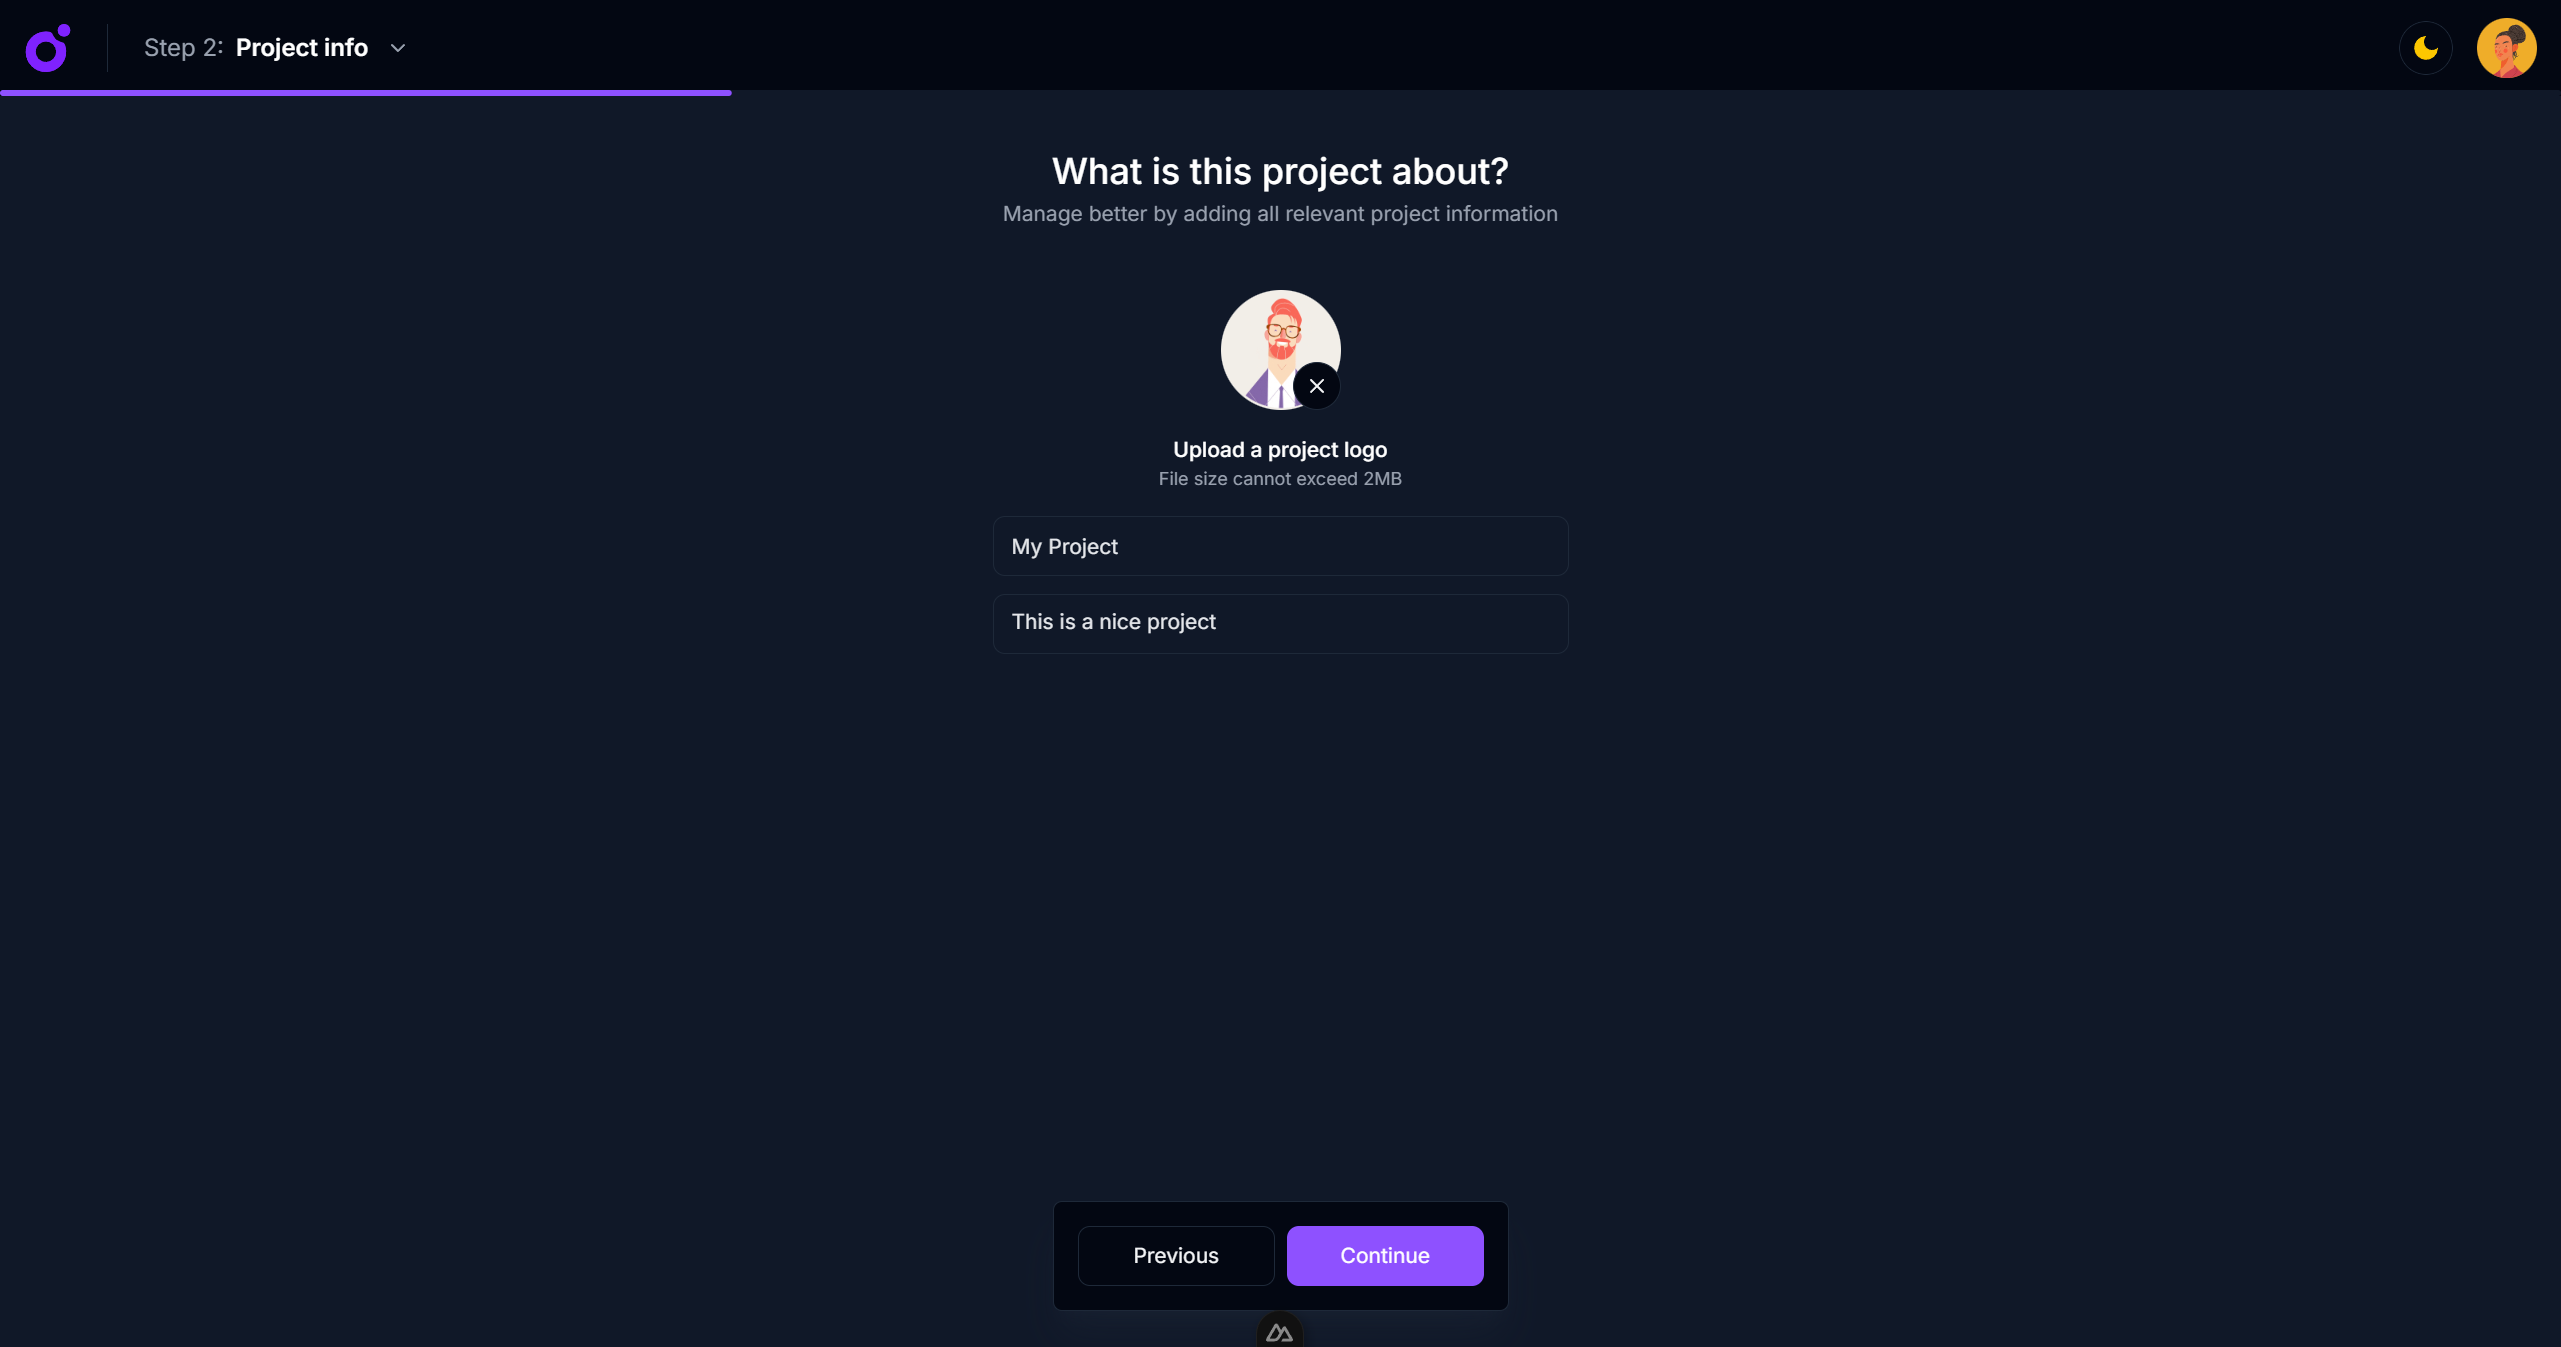 Step 2: Project info
What is this project about?
Manage better by adding all relevant project information
Upload a project logo
File size cannot exceed 2MB
My Project
This is a nice project
Previous
Continue